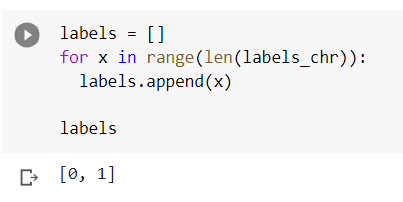 labels = []
for x in range(len(labels_chr)):
  labels.append(x)
labels
[0, 1]